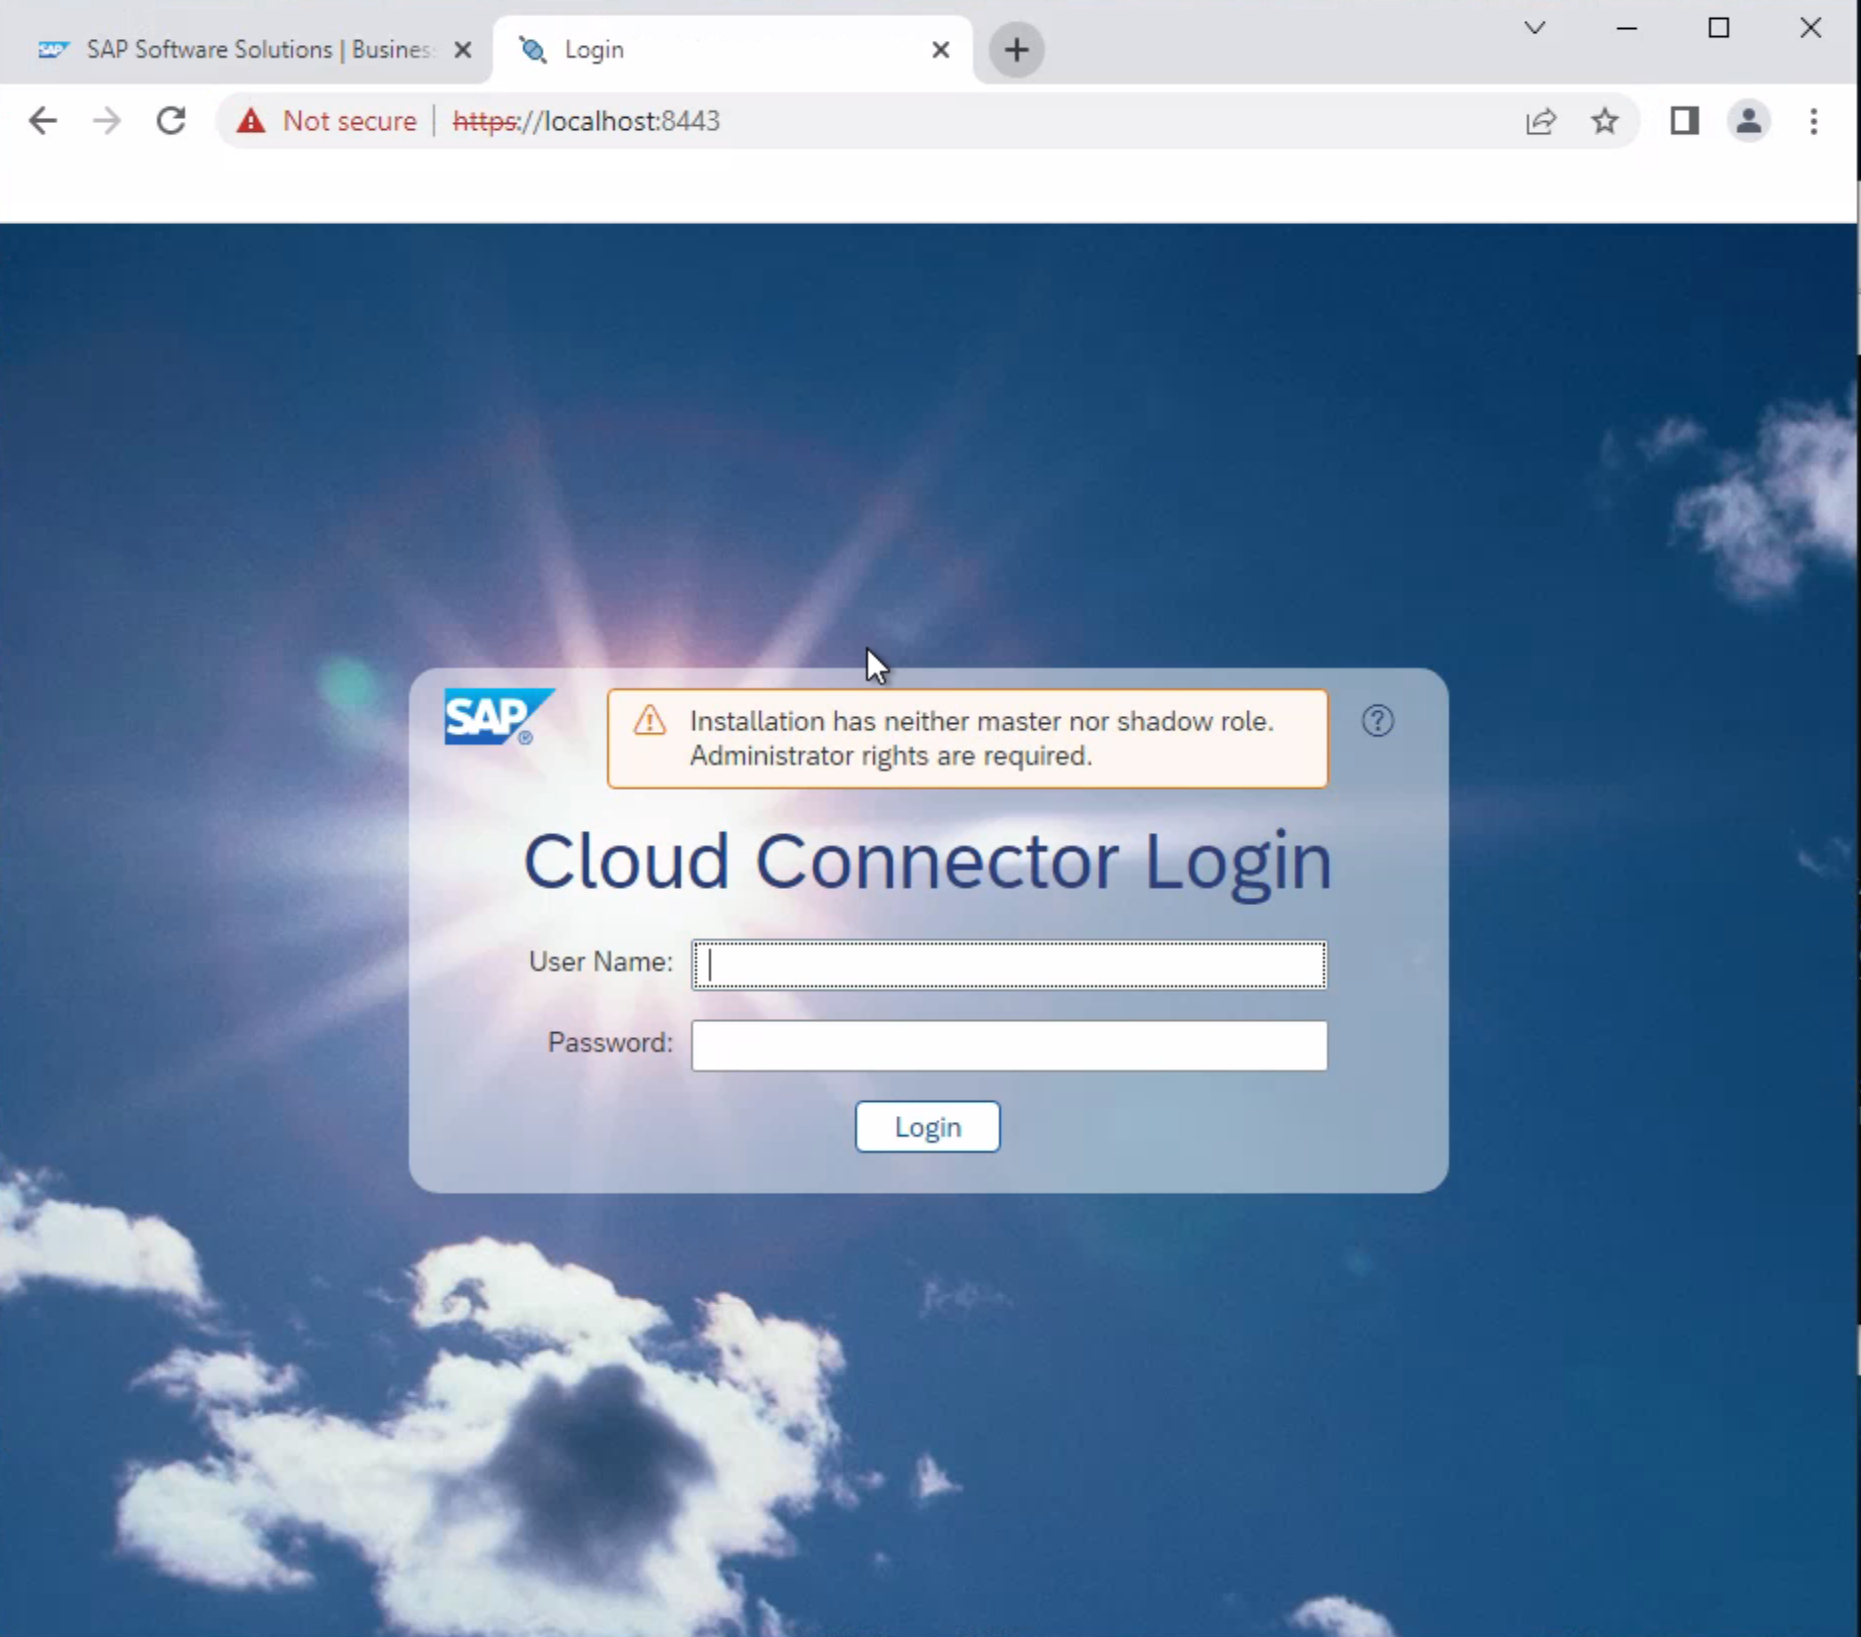 SAP Software Solutions | Busines
Login
Not secure
https://localhost:8443
SAP
Installation has neither master nor shadow role.
Administrator rights are required.
Cloud Connector Login
User Name:
Password:
Login